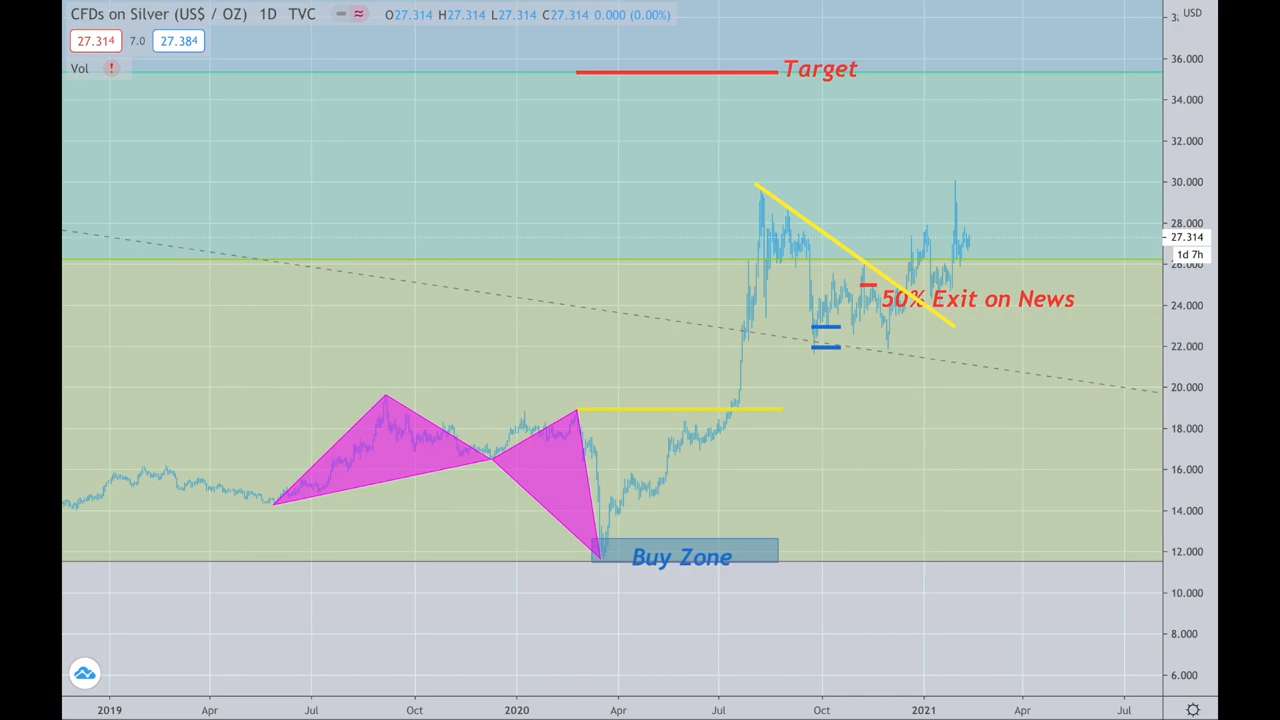 CFDs on Silver (US$ / OZ) 1D TVC O27.314 H27.314 L27.314 C27.314 0.000 (0.00%)
27.314 7.0 27.384
Vol !
USD
36.000
34.000
32.000
30.000
28.000
27.314
1d 7h
26.000
24.000
22.000
20.000
18.000
16.000
14.000
12.000
10.000
8.000
6.000
Target
50% Exit on News
Buy Zone
2019 Apr Jul Oct 2020 Apr Jul Oct 2021 Apr Jul